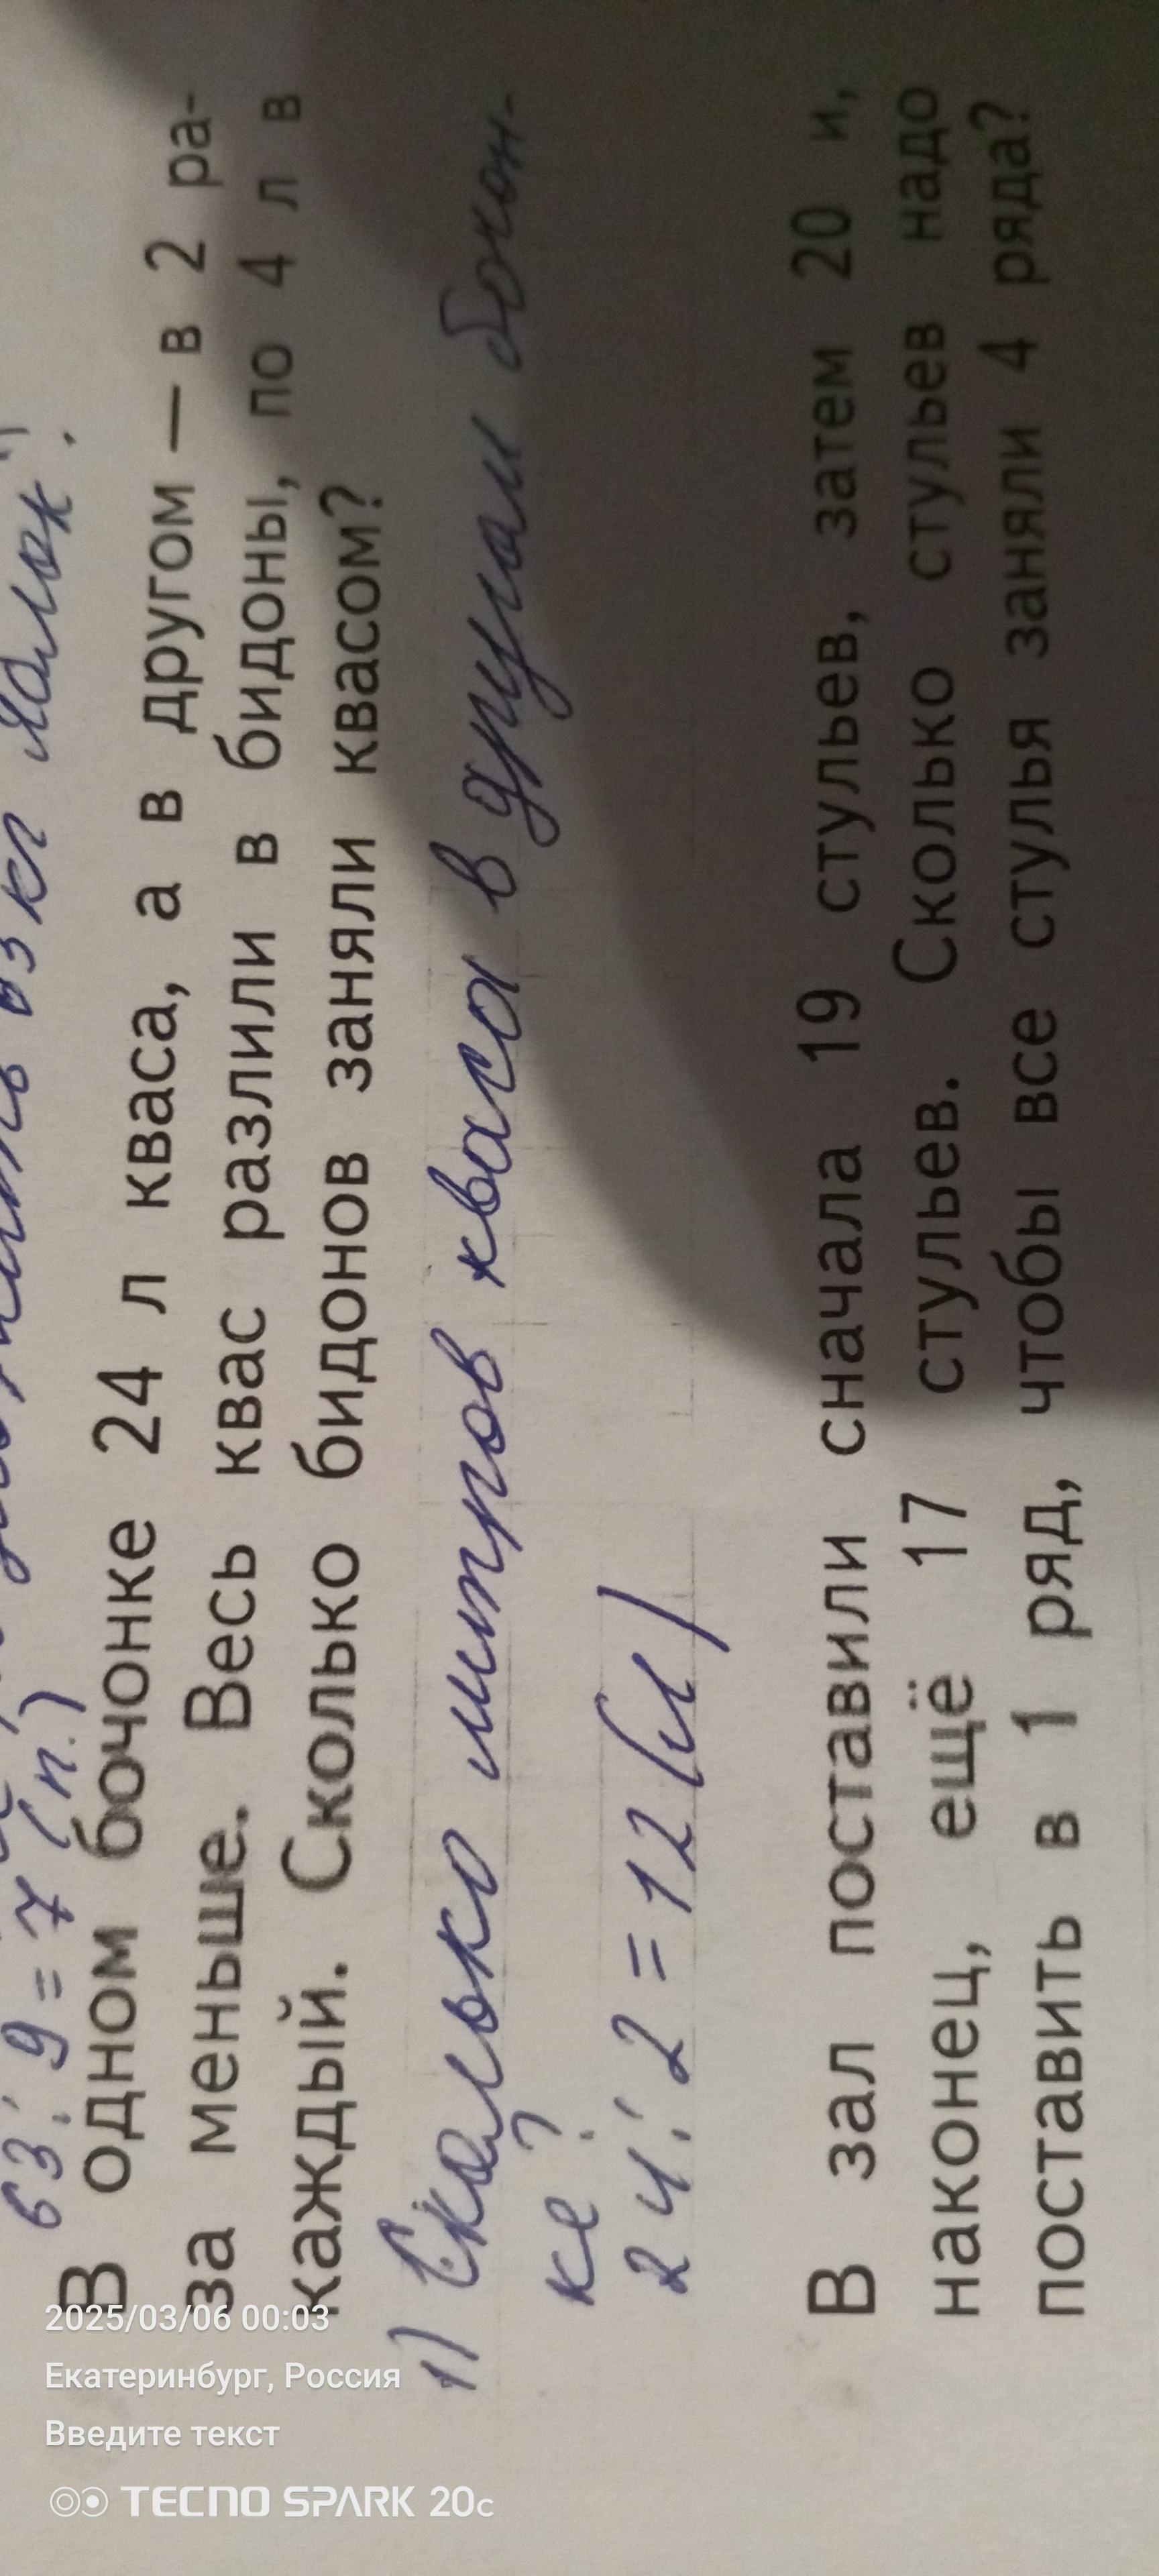 63 : 9 = 7 (п.)
В одном бочонке 24 л кваса, а в другом — в 2 ра-
за меньше. Весь квас разлили в бидоны, по 4 л в
каждый. Сколько бидонов заняли квасом?
1) Сколько литров кваса в другом бочон-
ке?
24 : 2 = 12 (л)
В зал поставили сначала 19 стульев, затем 20 и,
наконец, ещё 17 стульев. Сколько стульев надо
поставить в 1 ряд, чтобы все стулья заняли 4 ряда?
2025/03/06 00:03
Екатеринбург, Россия
Введите текст
TECNO SPARK 20c